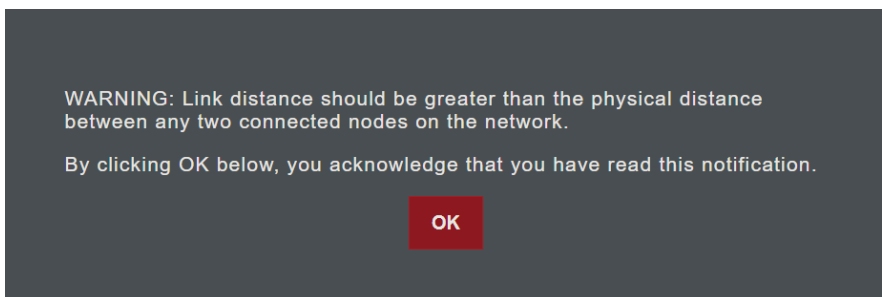 WARNING: Link distance should be greater than the physical distance
between any two connected nodes on the network.
By clicking OK below, you acknowledge that you have read this notification.
OK